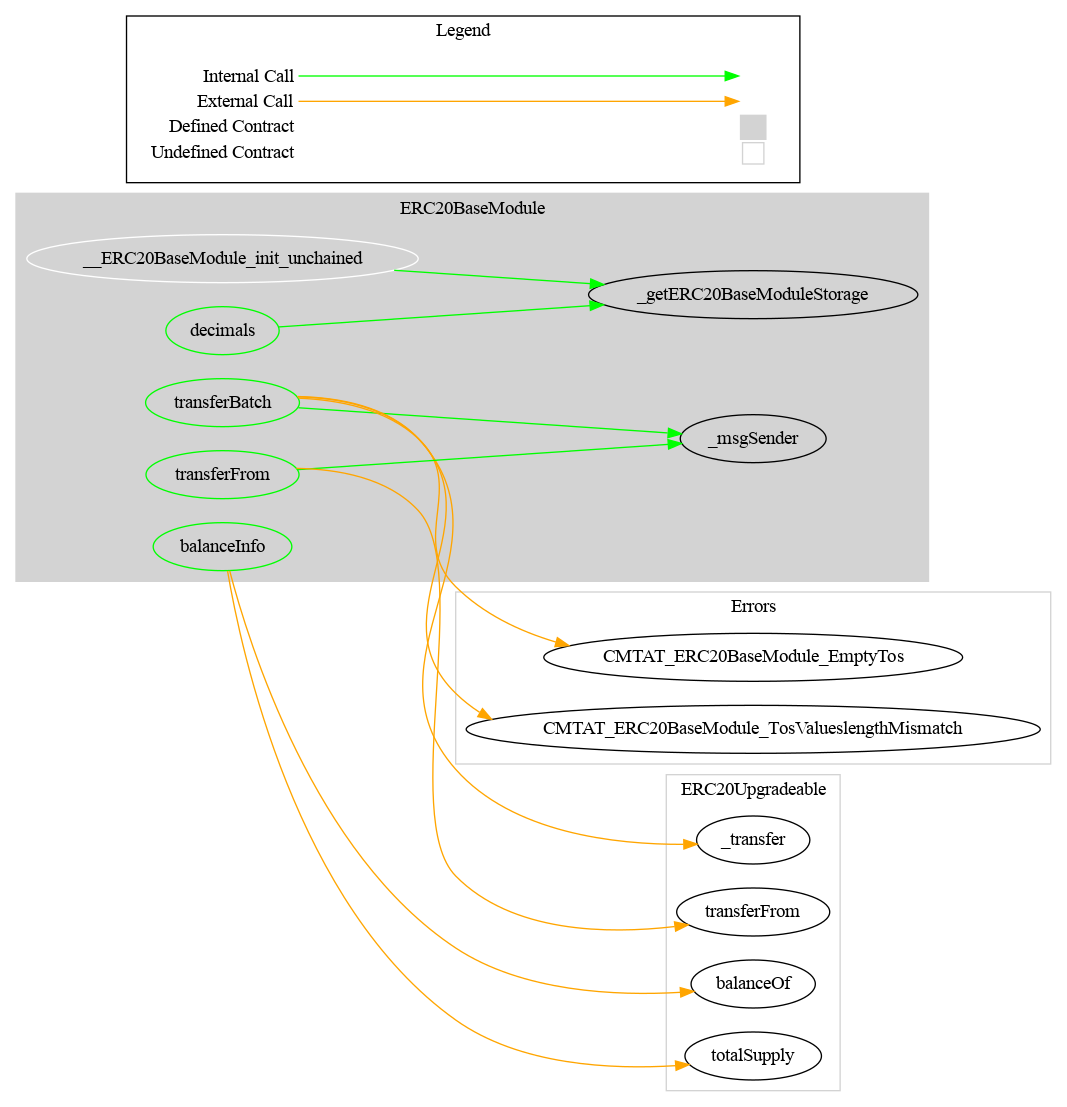 Legend
Internal Call
External Call
Defined Contract
Undefined Contract
ERC20BaseModule
__ERC20BaseModule_init_unchained
_getERC20BaseModuleStorage
decimals
transferBatch
_msgSender
transferFrom
balanceInfo
Errors
CMTAT_ERC20BaseModule_EmptyTos
CMTAT_ERC20BaseModule_TosValueslengthMismatch
ERC20Upgradeable
_transfer
transferFrom
balanceOf
totalSupply